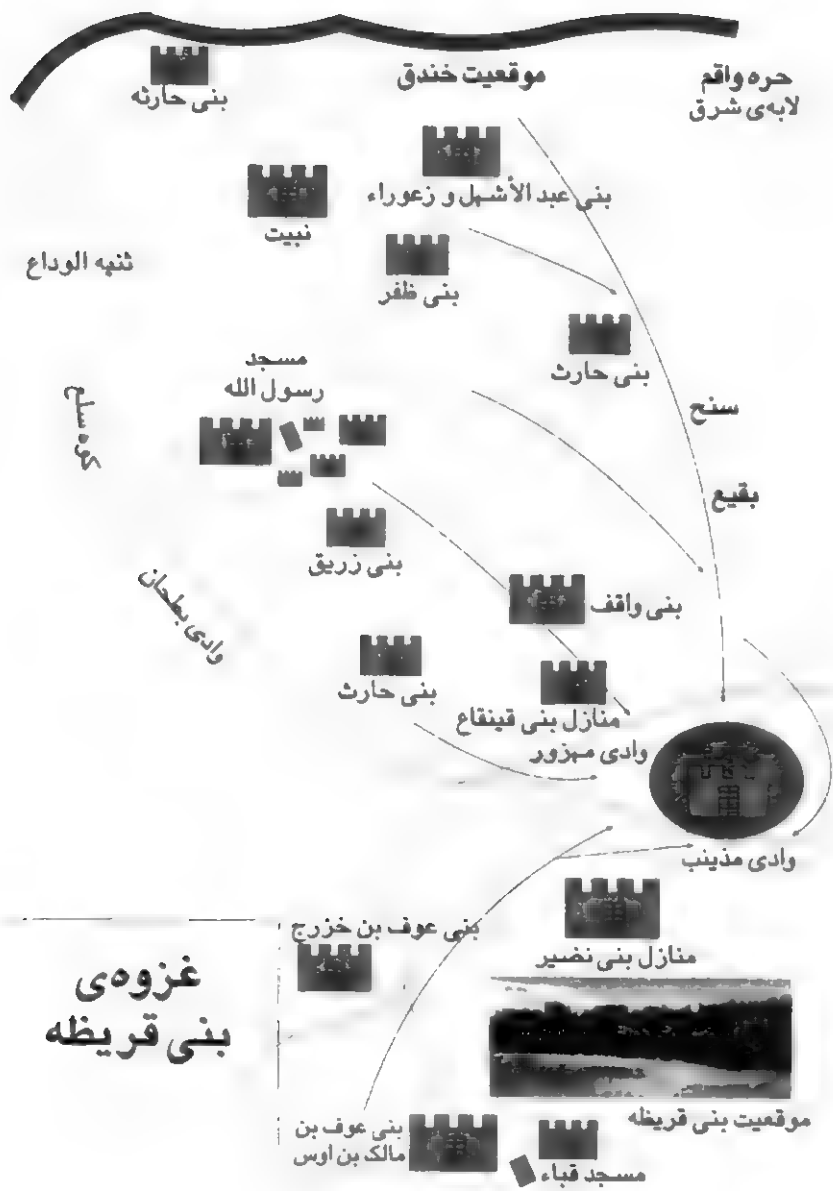 حره واقم
لابه‌ی شرق
موقعیت خندق
بنی حارثه
بنی عبد الأشهل و زعوراء
نبیت
ثنیه الوداع
بنی ظفر
بنی حارث
مسجد
رسول الله
کوه سلع
سنح
بقیع
بنی زریق
وادی بطحان
بنی واقف
بنی حارث
منازل بنی قینقاع
وادی مهزور
وادی مذینب
بنی عوف بن خزرج
منازل بنی نضیر
غزوه‌ی
بنی قریظه
موقعیت بنی قریظه
بنی عوف بن
مالک بن اوس
مسجد قباء